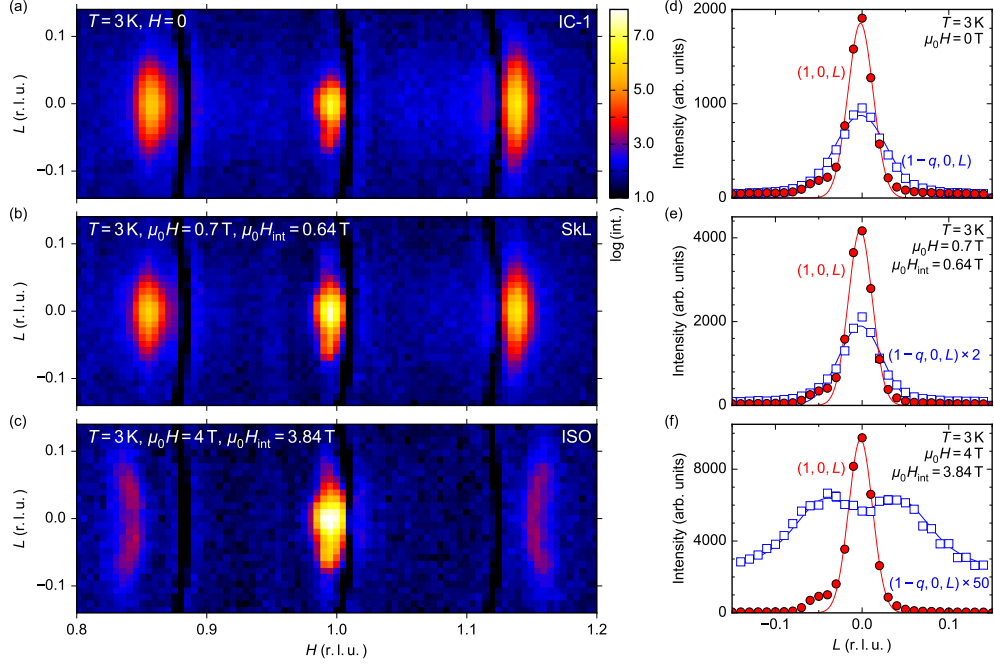 (a)
T = 3 K, H = 0
IC-1
0.1
0.0
−0.1
L (r. l. u.)
7.0
5.0
3.0
1.0
log (int.)
(b)
T = 3 K, μ₀H = 0.7 T, μ₀H_int = 0.64 T
SkL
0.1
0.0
−0.1
L (r. l. u.)
(c)
T = 3 K, μ₀H = 4 T, μ₀H_int = 3.84 T
ISO
0.1
0.0
−0.1
L (r. l. u.)
0.8
0.9
1.0
1.1
1.2
H (r. l. u.)
(d)
2000
1000
0
Intensity (arb. units)
T = 3 K
μ₀H = 0 T
(1, 0, L)
(1−q, 0, L)
(e)
4000
2000
0
Intensity (arb. units)
T = 3 K
μ₀H = 0.7 T
μ₀H_int = 0.64 T
(1, 0, L)
(1−q, 0, L) × 2
(f)
8000
4000
0
Intensity (arb. units)
T = 3 K
μ₀H = 4 T
μ₀H_int = 3.84 T
(1, 0, L)
(1−q, 0, L) × 50
−0.1
0.0
0.1
L (r. l. u.)